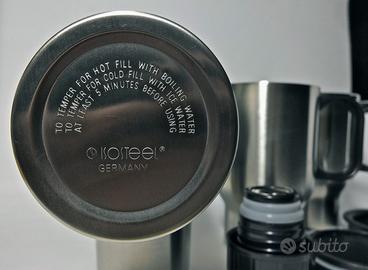 TO TEMPER FOR HOT FILL WITH BOILING WATER
TO TEMPER FOR COLD FILL WITH ICE WATER
AT LEAST 5 MINUTES BEFORE USING
isosteel®
GERMANY
subito